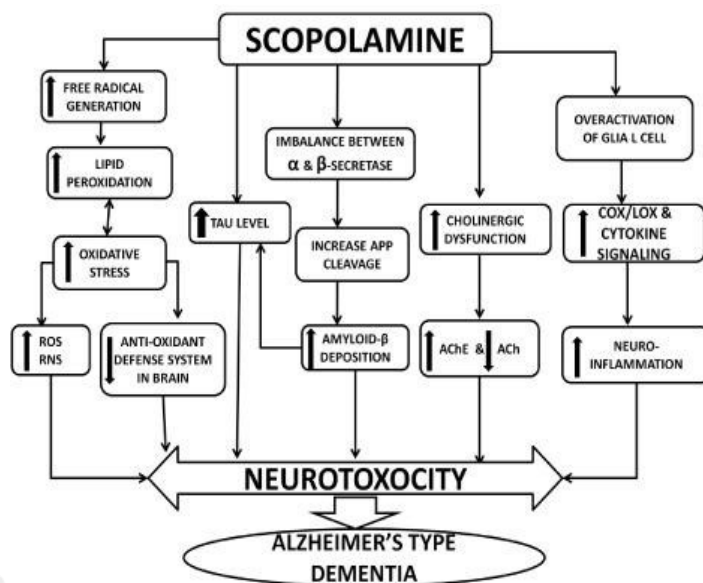 SCOPOLAMINE
FREE RADICAL
GENERATION
LIPID
PEROXIDATION
OXIDATIVE
STRESS
ROS
RNS
ANTI-OXIDANT
DEFENSE SYSTEM
IN BRAIN
TAU LEVEL
IMBALANCE BETWEEN
α & β-SECRETASE
INCREASE APP
CLEAVAGE
AMYLOID-β
DEPOSITION
CHOLINERGIC
DYSFUNCTION
AChE & ACh
OVERACTIVATION
OF GLIA L CELL
COX/LOX &
CYTOKINE
SIGNALING
NEURO-
INFLAMMATION
NEUROTOXOCITY
ALZHEIMER'S TYPE
DEMENTIA